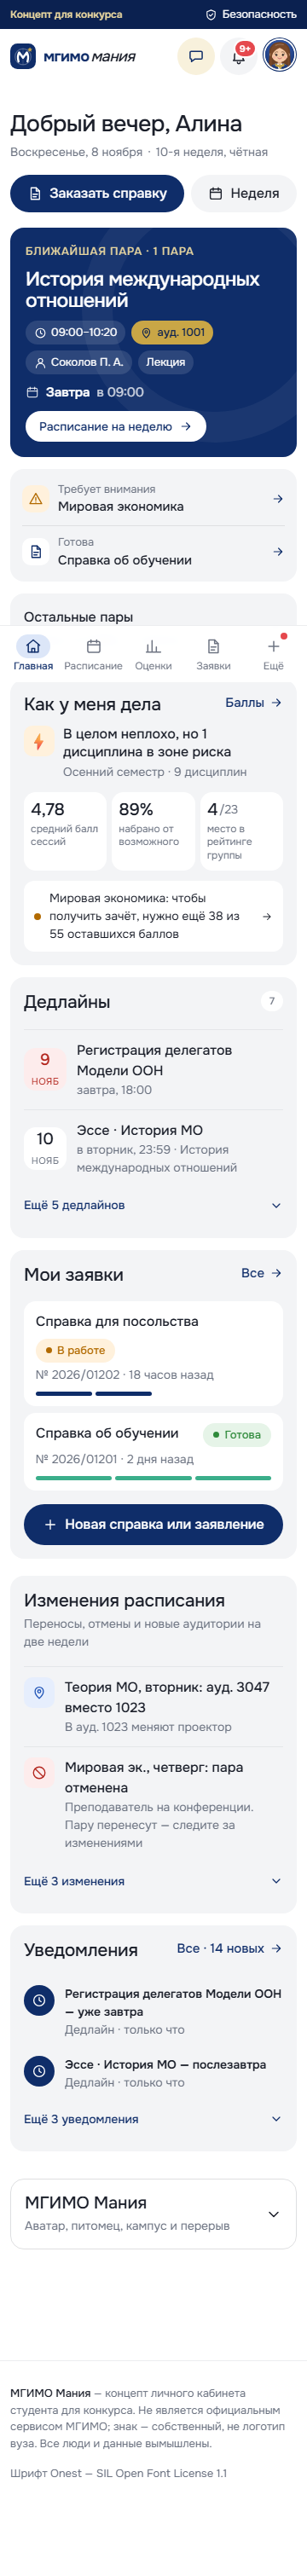 Концепт для конкурса
Безопасность
М
МГИМО МАНИЯ
9+
Добрый вечер, Алина
Воскресенье, 8 ноября · 10-я неделя, чётная
Заказать справку
Неделя
БЛИЖАЙШАЯ ПАРА · 1 ПАРА
История международных
отношений
09:00–10:20
ауд. 1001
Соколов П. А.
Лекция
Завтра в 09:00
Расписание на неделю
Требует внимания
Мировая экономика
Готова
Справка об обучении
Остальные пары
Главная
Расписание
Оценки
Заявки
Ещё
Как у меня дела
Баллы
В целом неплохо, но 1
дисциплина в зоне риска
Осенний семестр · 9 дисциплин
4,78
средний балл
сессий
89%
набрано от
возможного
4/23
место в
рейтинге
группы
Мировая экономика: чтобы
получить зачёт, нужно ещё 38 из
55 оставшихся баллов
Дедлайны
7
9
НОЯБ
Регистрация делегатов
Модели ООН
завтра, 18:00
10
НОЯБ
Эссе · История МО
в вторник, 23:59 · История
международных отношений
Ещё 5 дедлайнов
Мои заявки
Все
Справка для посольства
В работе
№ 2026/01202 · 18 часов назад
Справка об обучении
Готова
№ 2026/01201 · 2 дня назад
Новая справка или заявление
Изменения расписания
Переносы, отмены и новые аудитории на
две недели
Теория МО, вторник: ауд. 3047
вместо 1023
В ауд. 1023 меняют проектор
Мировая эк., четверг: пара
отменена
Преподаватель на конференции.
Пару перенесут — следите за
изменениями
Ещё 3 изменения
Уведомления
Все · 14 новых
Регистрация делегатов Модели ООН
— уже завтра
Дедлайн · только что
Эссе · История МО — послезавтра
Дедлайн · только что
Ещё 3 уведомления
МГИМО Мания
Аватар, питомец, кампус и перерыв
МГИМО Мания — концепт личного кабинета
студента для конкурса. Не является официальным
сервисом МГИМО; знак — собственный, не логотип
вуза. Все люди и данные вымышлены.
Шрифт Onest — SIL Open Font License 1.1